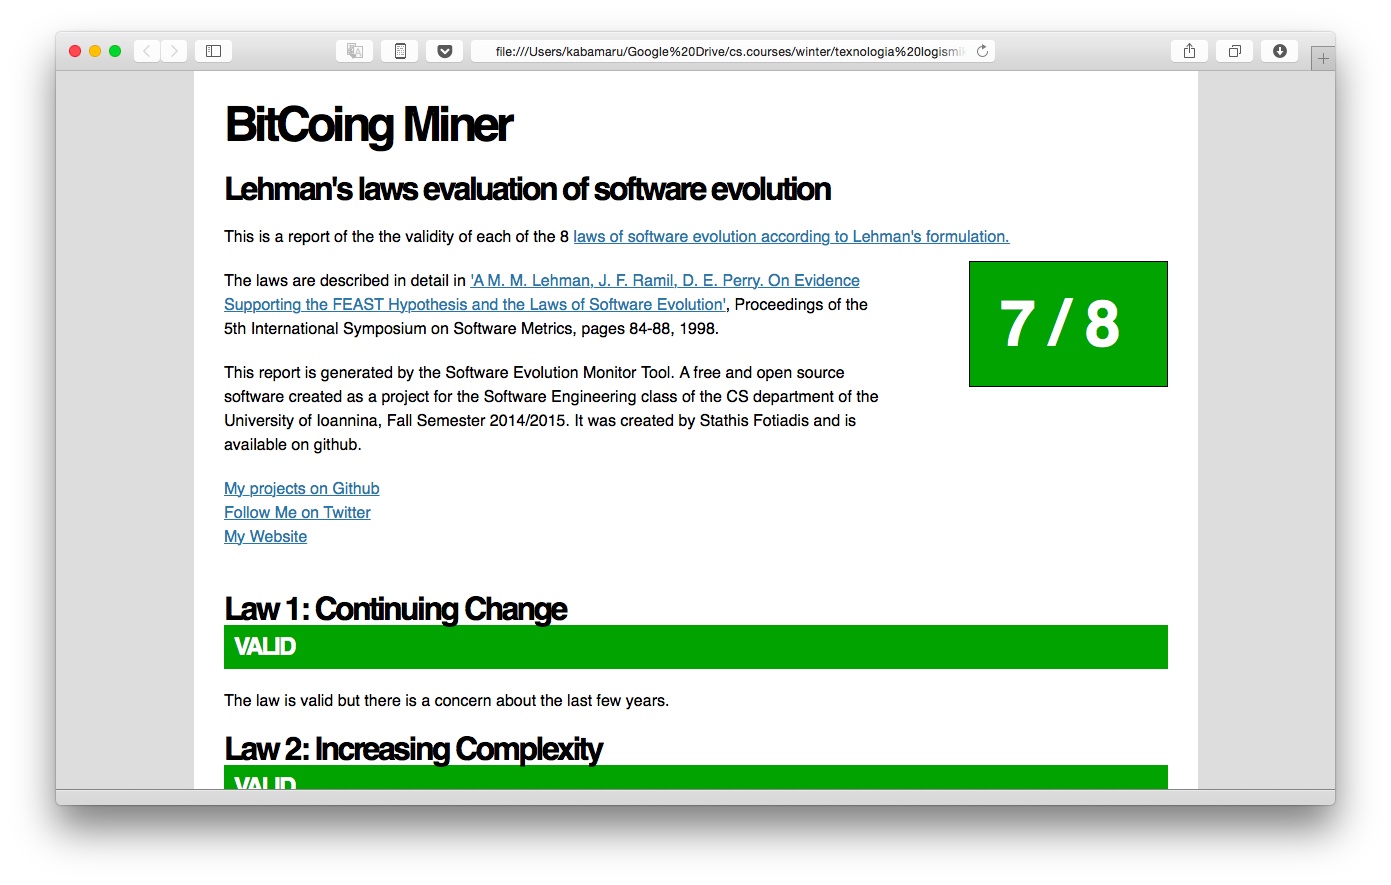 file:///Users/kabamaru/Google%20Drive/cs.courses/winter/texnologia%20logismi
BitCoing Miner
Lehman's laws evaluation of software evolution
This is a report of the the validity of each of the 8 laws of software evolution according to Lehman's formulation.
The laws are described in detail in 'A M. M. Lehman, J. F. Ramil, D. E. Perry. On Evidence
Supporting the FEAST Hypothesis and the Laws of Software Evolution', Proceedings of the
5th International Symposium on Software Metrics, pages 84-88, 1998.
7 / 8
This report is generated by the Software Evolution Monitor Tool. A free and open source
software created as a project for the Software Engineering class of the CS department of the
University of Ioannina, Fall Semester 2014/2015. It was created by Stathis Fotiadis and is
available on github.
My projects on Github
Follow Me on Twitter
My Website
Law 1: Continuing Change
VALID
The law is valid but there is a concern about the last few years.
Law 2: Increasing Complexity
VALID